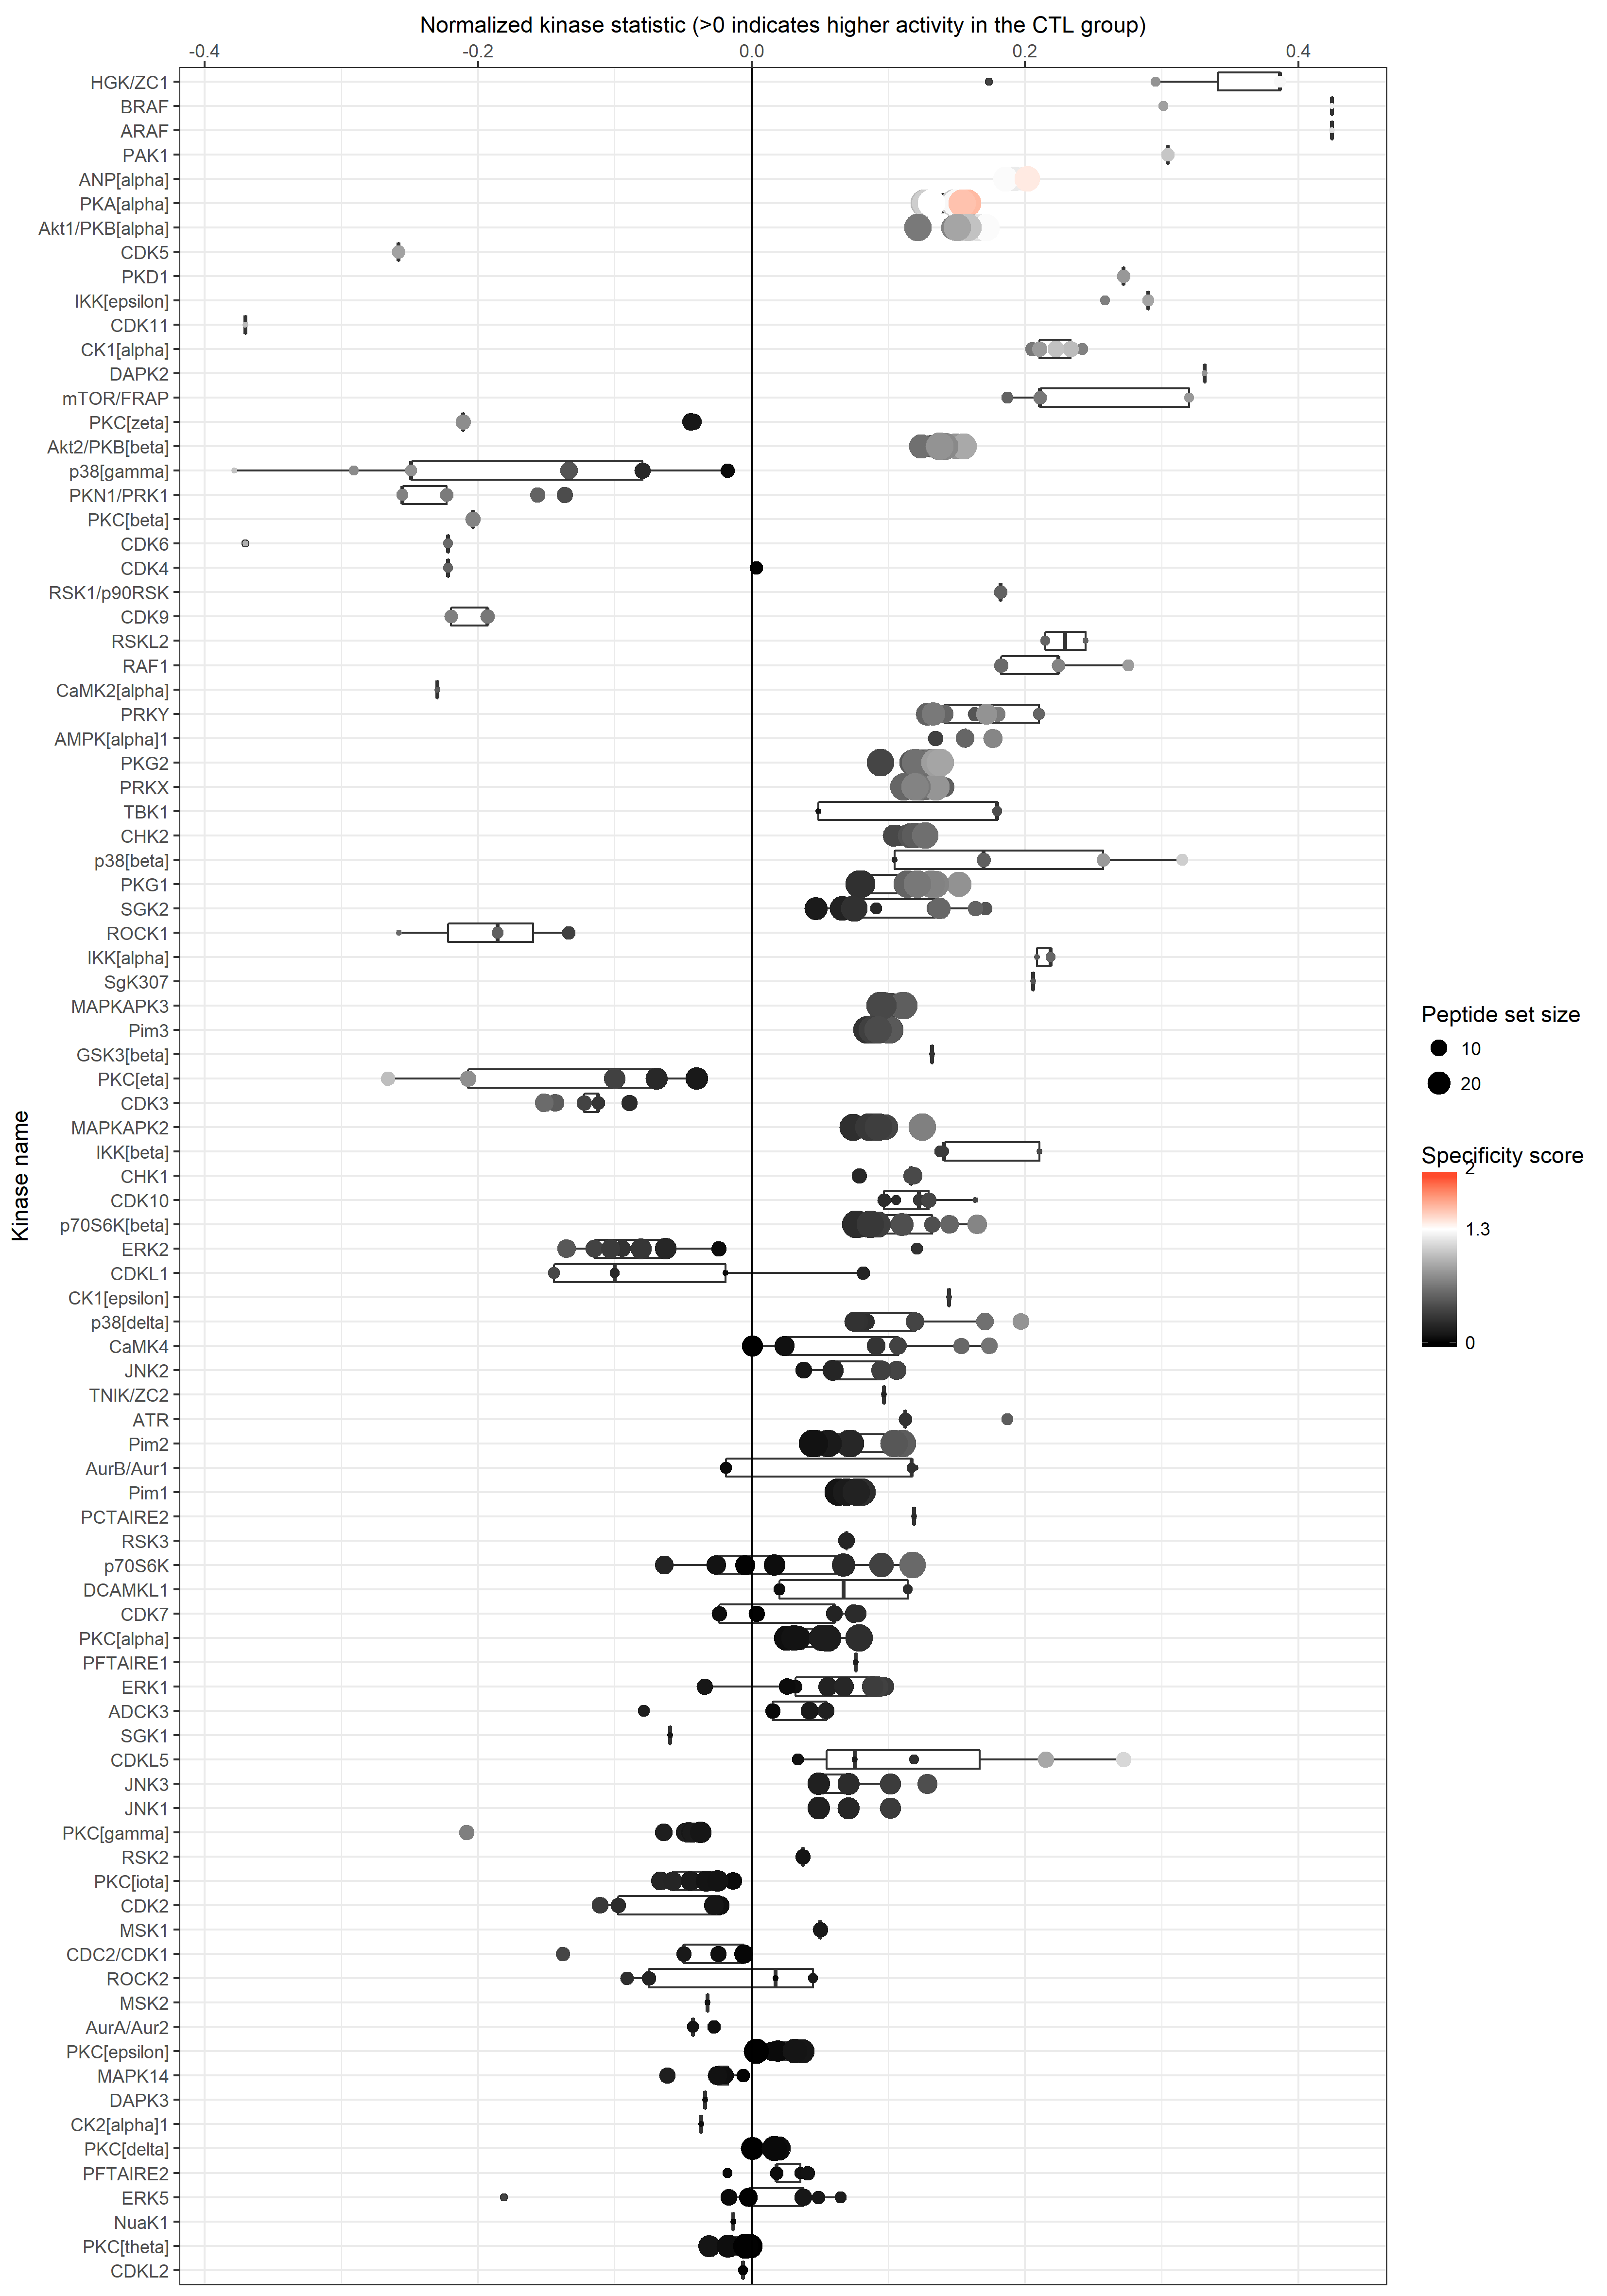 Normalized kinase statistic (>0 indicates higher activity in the CTL group)
-0.4 -0.2 0.0 0.2 0.4
HGK/ZC1
BRAF
ARAF
PAK1
ANP[alpha]
PKA[alpha]
Akt1/PKB[alpha]
CDK5
PKD1
IKK[epsilon]
CDK11
CK1[alpha]
DAPK2
mTOR/FRAP
PKC[zeta]
Akt2/PKB[beta]
p38[gamma]
PKN1/PRK1
PKC[beta]
CDK6
CDK4
RSK1/p90RSK
CDK9
RSKL2
RAF1
CaMK2[alpha]
PRKY
AMPK[alpha]1
PKG2
PRKX
TBK1
CHK2
p38[beta]
PKG1
SGK2
ROCK1
IKK[alpha]
SgK307
MAPKAPK3
Pim3
GSK3[beta]
PKC[eta]
CDK3
MAPKAPK2
IKK[beta]
CHK1
CDK10
p70S6K[beta]
ERK2
CDKL1
CK1[epsilon]
p38[delta]
CaMK4
JNK2
TNIK/ZC2
ATR
Pim2
AurB/Aur1
Pim1
PCTAIRE2
RSK3
p70S6K
DCAMKL1
CDK7
PKC[alpha]
PFTAIRE1
ERK1
ADCK3
SGK1
CDKL5
JNK3
JNK1
PKC[gamma]
RSK2
PKC[iota]
CDK2
MSK1
CDC2/CDK1
ROCK2
MSK2
AurA/Aur2
PKC[epsilon]
MAPK14
DAPK3
CK2[alpha]1
PKC[delta]
PFTAIRE2
ERK5
NuaK1
PKC[theta]
CDKL2
Kinase name
Peptide set size
10
20
Specificity score
2
1.3
0